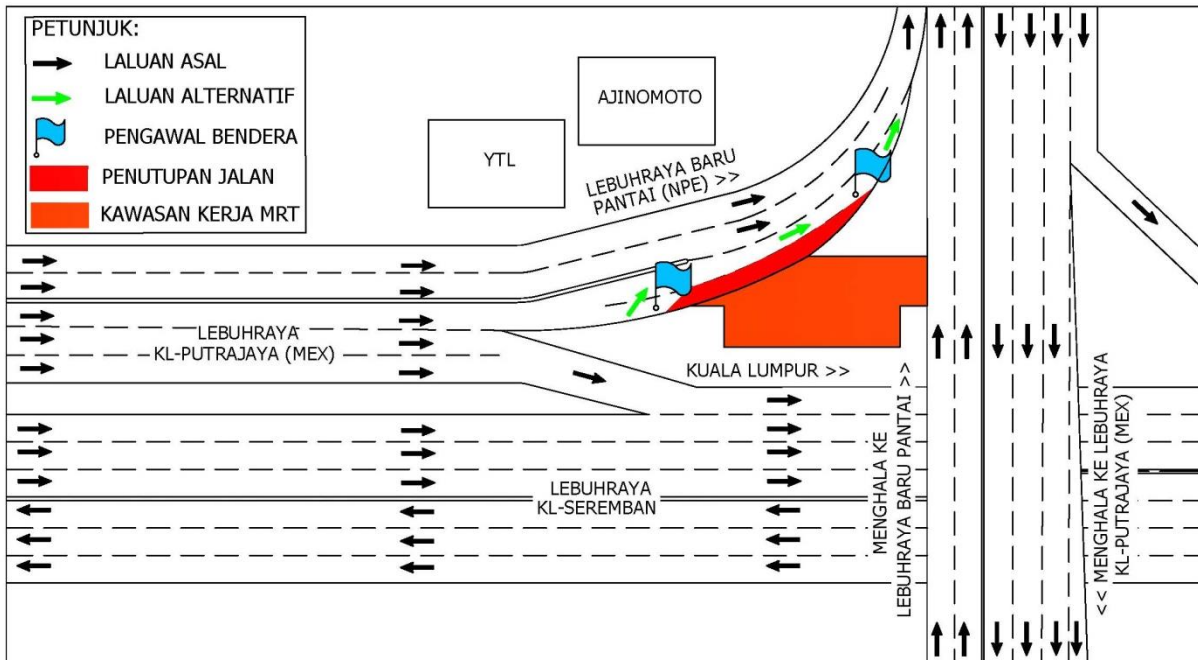 PETUNJUK:
LALUAN ASAL
LALUAN ALTERNATIF
PENGAWAL BENDERA
PENUTUPAN JALAN
KAWASAN KERJA MRT
YTL
AJINOMOTO
LEBUHRAYA BARU
PANTAI (NPE) >>
LEBUHRAYA
KL-PUTRAJAYA (MEX)
KUALA LUMPUR >>
LEBUHRAYA
KL-SEREMBAN
MENGHALA KE
LEBUHRAYA BARU PANTAI >>
<< MENGHALA KE LEBUHRAYA
KL-PUTRAJAYA (MEX)